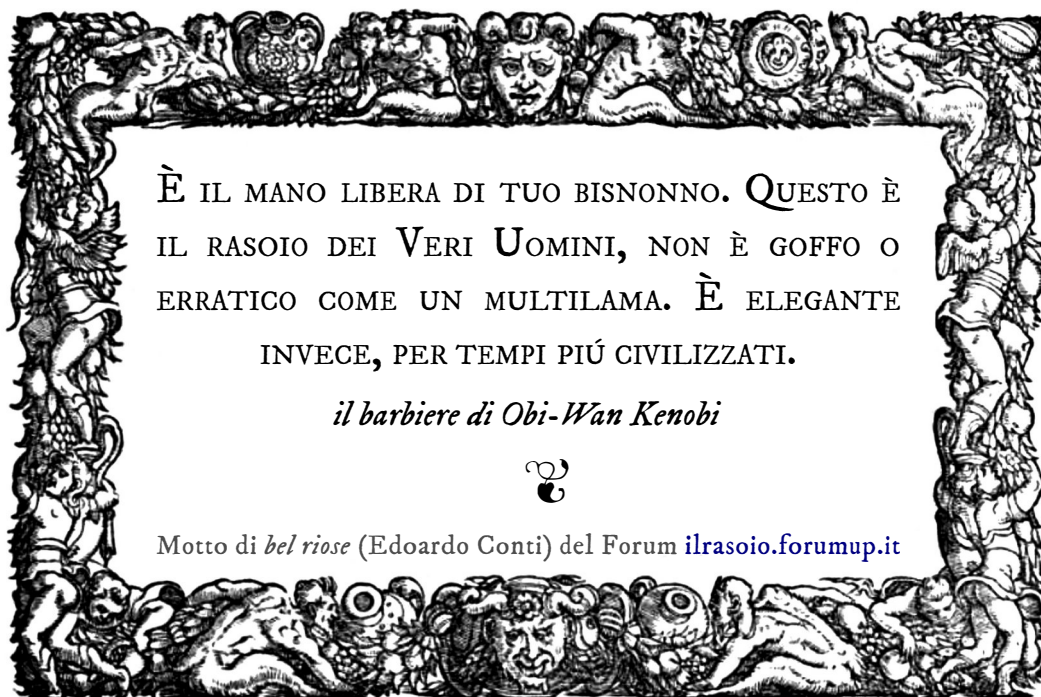 È il mano libera di tuo bisnonno. Questo è
il rasoio dei Veri Uomini, non è goffo o
erratico come un multilama. È elegante
invece, per tempi piú civilizzati.
il barbiere di Obi-Wan Kenobi
Motto di bel riose (Edoardo Conti) del Forum ilrasoio.forumup.it